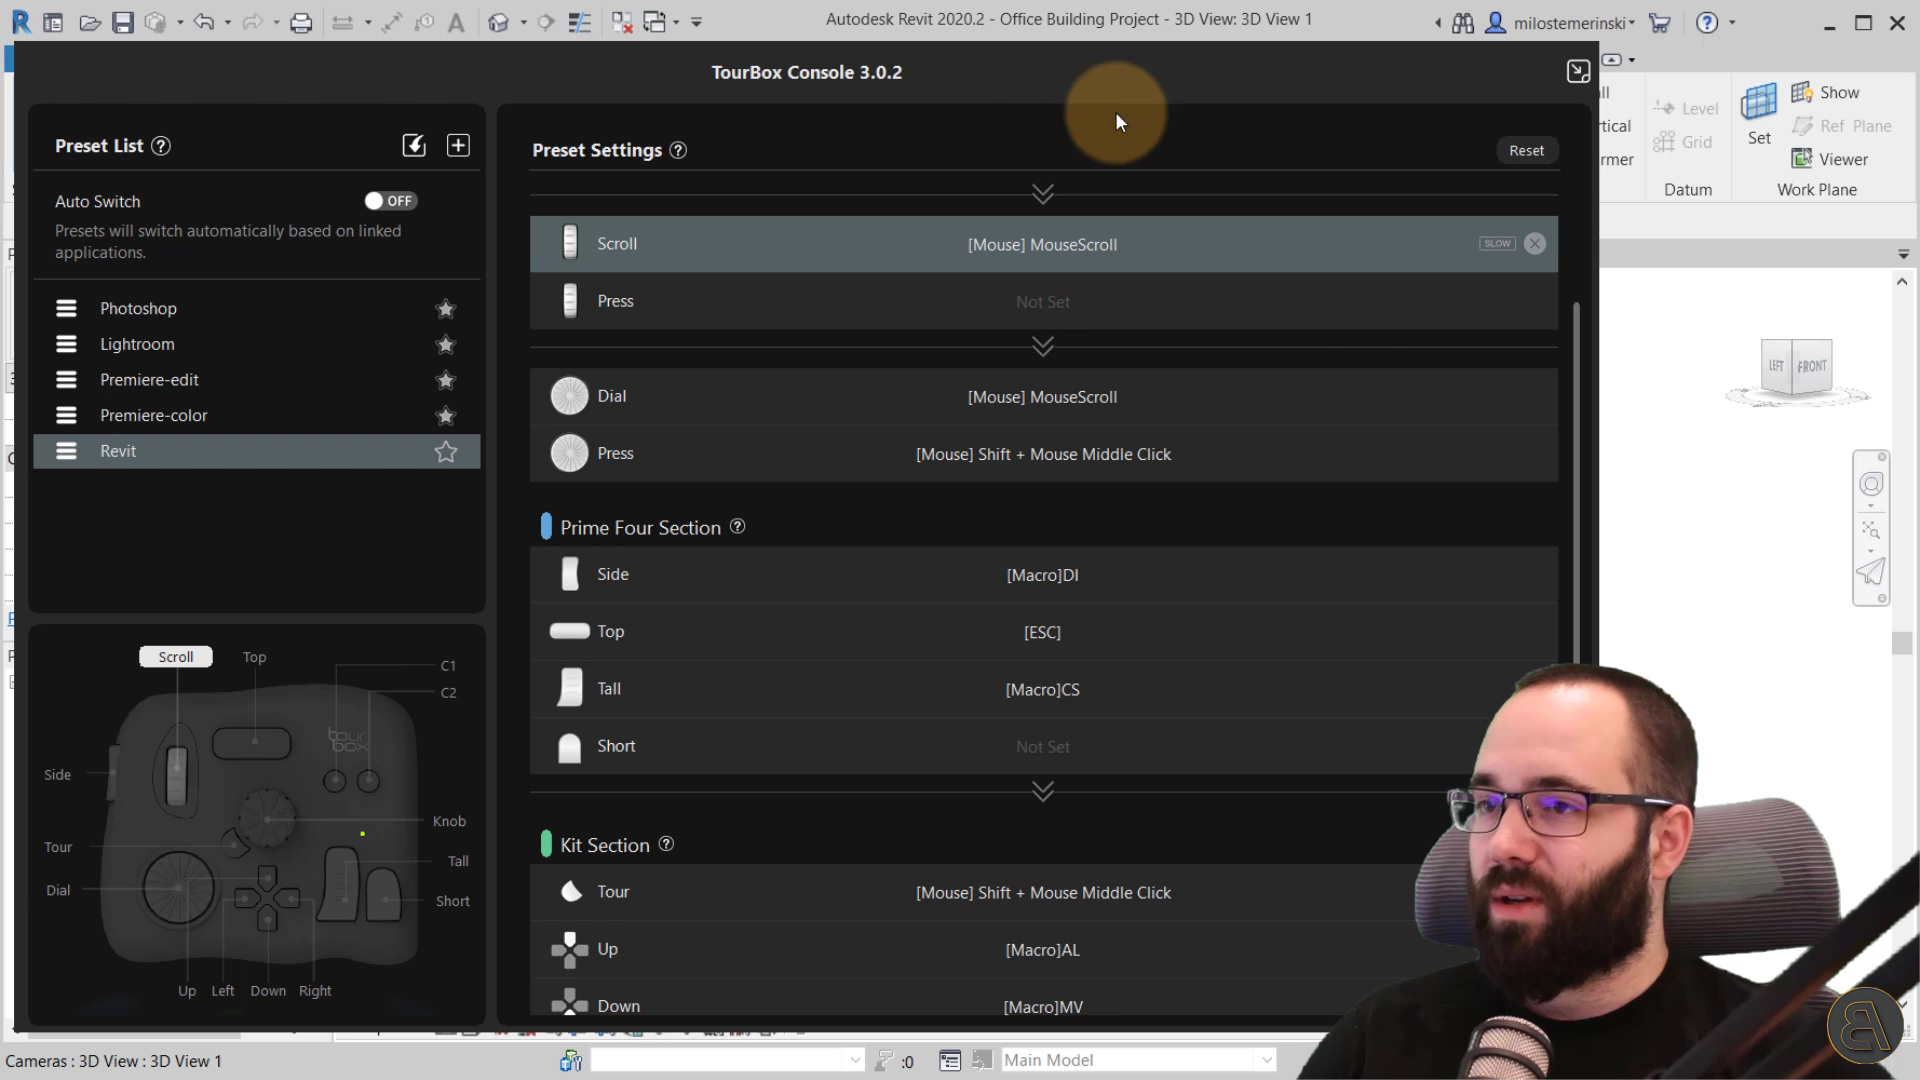 Autodesk Revit 2020.2 - Office Building Project - 3D View: 3D View 1
milostemerinski
TourBox Console 3.0.2
Preset List
Auto Switch
OFF
Presets will switch automatically based on linked
applications.
Photoshop
Lightroom
Premiere-edit
Premiere-color
Revit
Scroll
Top
C1
C2
tour
box
Side
Knob
Tour
Tall
Dial
Short
Up
Left
Down
Right
Preset Settings
Reset
Scroll
[Mouse] MouseScroll
SLOW
Press
Not Set
Dial
[Mouse] MouseScroll
Press
[Mouse] Shift + Mouse Middle Click
Prime Four Section
Side
[Macro]DI
Top
[ESC]
Tall
[Macro]CS
Short
Not Set
Kit Section
Tour
[Mouse] Shift + Mouse Middle Click
Up
[Macro]AL
Down
[Macro]MV
Level
Grid
Datum
Set
Show
Ref Plane
Viewer
Work Plane
LEFT
FRONT
Cameras : 3D View : 3D View 1
:0
Main Model